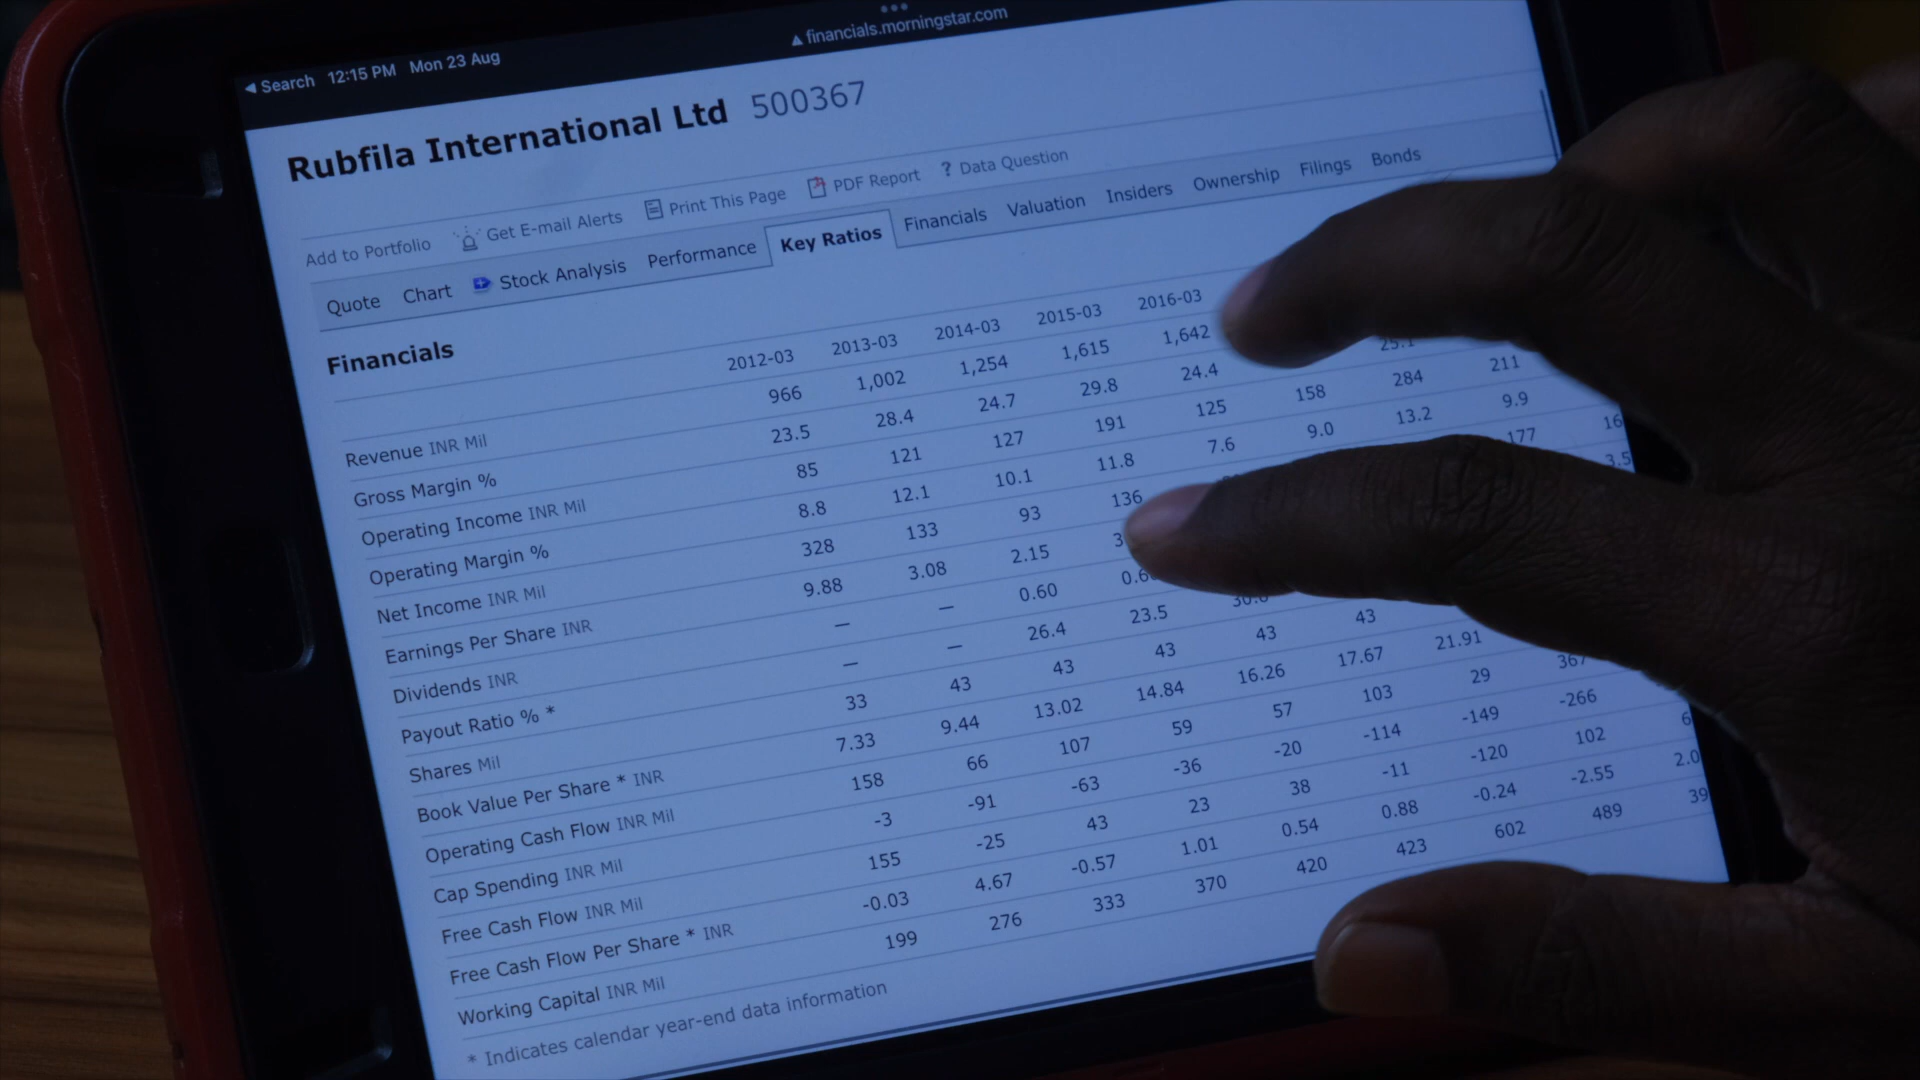 ◀ Search 12:15 PM Mon 23 Aug
financials.morningstar.com
Rubfila International Ltd 500367
Add to Portfolio Get E-mail Alerts Print This Page PDF Report ? Data Question
Quote Chart Stock Analysis Performance Key Ratios Financials Valuation Insiders Ownership Filings Bonds
Financials
2012-03 2013-03 2014-03 2015-03 2016-03
Revenue INR Mil 966 1,002 1,254 1,615 1,642
Gross Margin % 23.5 28.4 24.7 29.8 24.4 25.1
Operating Income INR Mil 85 121 127 191 125 158 284 211
Operating Margin % 8.8 12.1 10.1 11.8 7.6 9.0 13.2 9.9
Net Income INR Mil 328 133 93 136 177 16
Earnings Per Share INR 9.88 3.08 2.15 3.5
Dividends INR — — 0.60
Payout Ratio % * — — 26.4 23.5
Shares Mil 33 43 43 43 43 43
Book Value Per Share * INR 7.33 9.44 13.02 14.84 16.26 17.67 21.91
Operating Cash Flow INR Mil 158 66 107 59 57 103 29 367
Cap Spending INR Mil -3 -91 -63 -36 -20 -114 -149 -266
Free Cash Flow INR Mil 155 -25 43 23 38 -11 -120 102 6
Free Cash Flow Per Share * INR -0.03 4.67 -0.57 1.01 0.54 0.88 -0.24 -2.55 2.0
Working Capital INR Mil 199 276 333 370 420 423 602 489 39
* Indicates calendar year-end data information